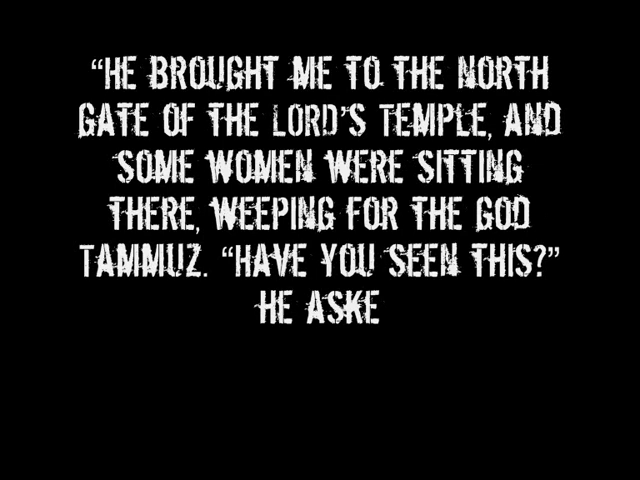 “HE BROUGHT ME TO THE NORTH
GATE OF THE LORD’S TEMPLE, AND
SOME WOMEN WERE SITTING
THERE, WEEPING FOR THE GOD
TAMMUZ. “HAVE YOU SEEN THIS?”
HE ASKE